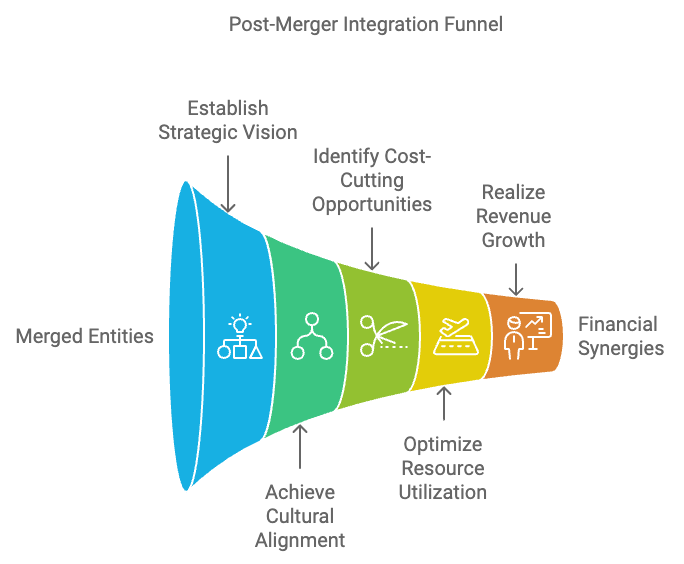 Post-Merger Integration Funnel
Establish
Strategic Vision
Identify Cost-
Cutting
Opportunities
Realize
Revenue
Growth
Merged Entities
Financial
Synergies
Achieve
Cultural
Alignment
Optimize
Resource
Utilization